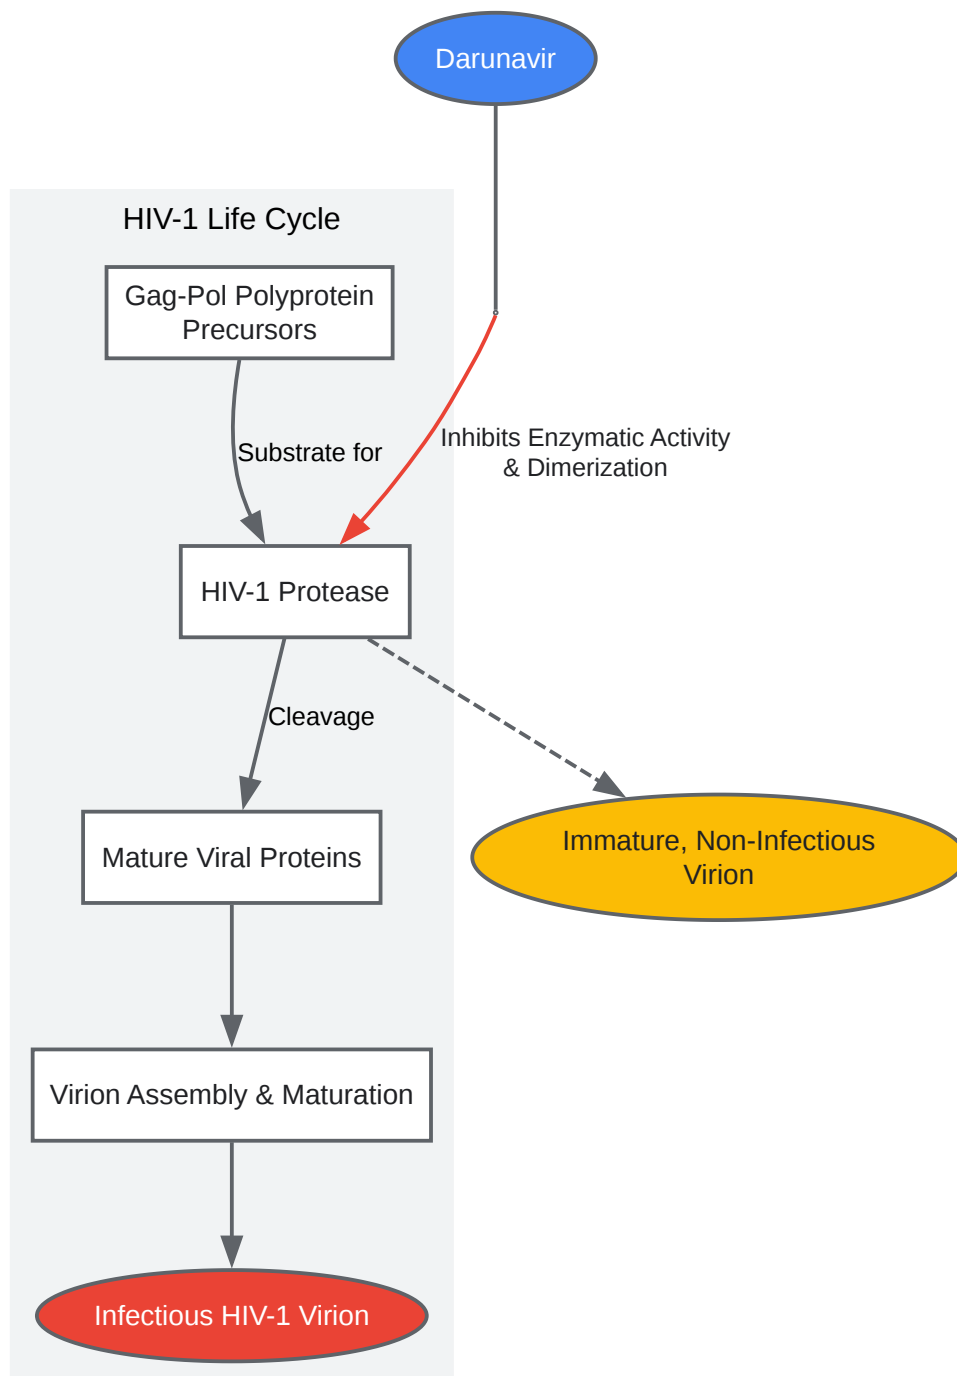 Darunavir
HIV-1 Life Cycle
Gag-Pol Polyprotein
Precursors
Substrate for
Inhibits Enzymatic Activity
& Dimerization
HIV-1 Protease
Cleavage
Mature Viral Proteins
Immature, Non-Infectious
Virion
Virion Assembly & Maturation
Infectious HIV-1 Virion